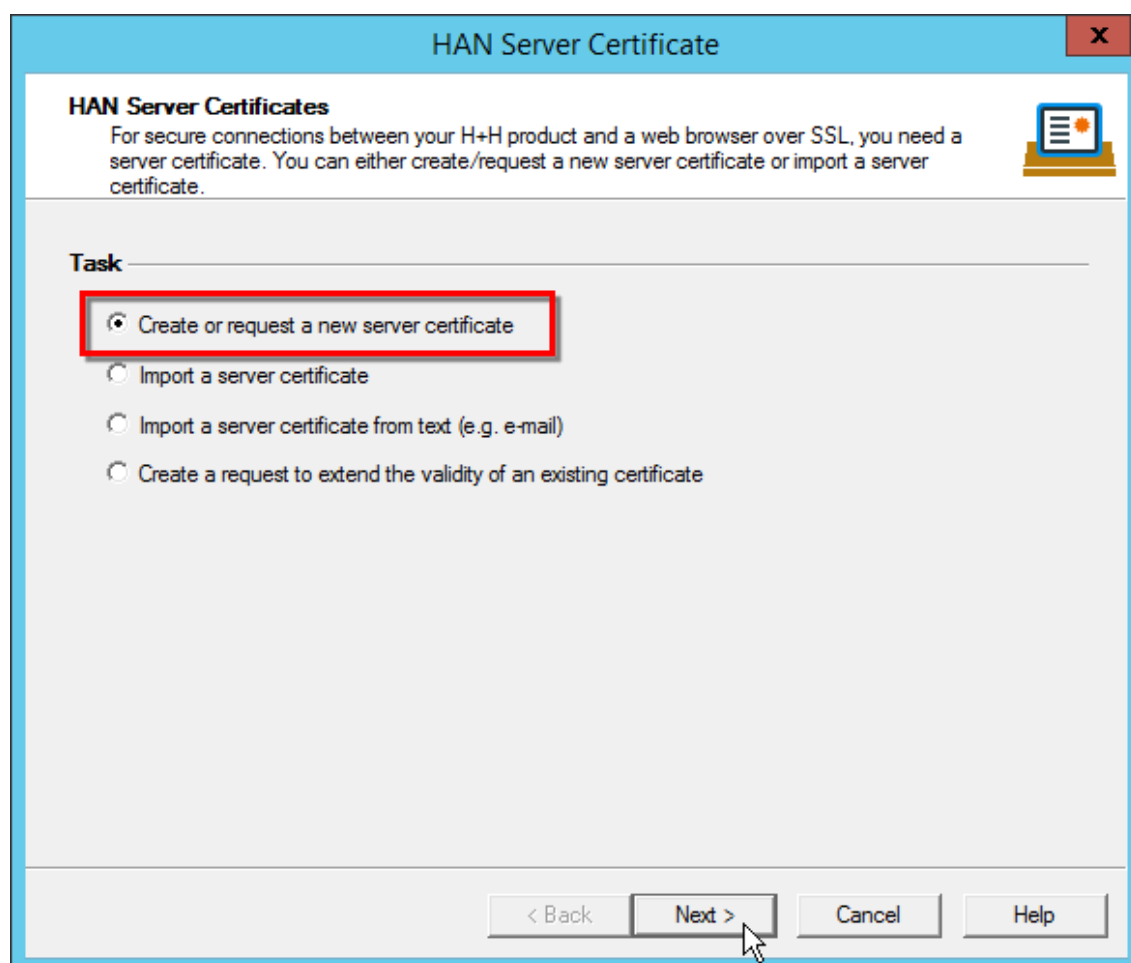 HAN Server Certificate
x
HAN Server Certificates
For secure connections between your H+H product and a web browser over SSL, you need a
server certificate. You can either create/request a new server certificate or import a server
certificate.
Task
Create or request a new server certificate
Import a server certificate
Import a server certificate from text (e.g. e-mail)
Create a request to extend the validity of an existing certificate
< Back Next > Cancel Help